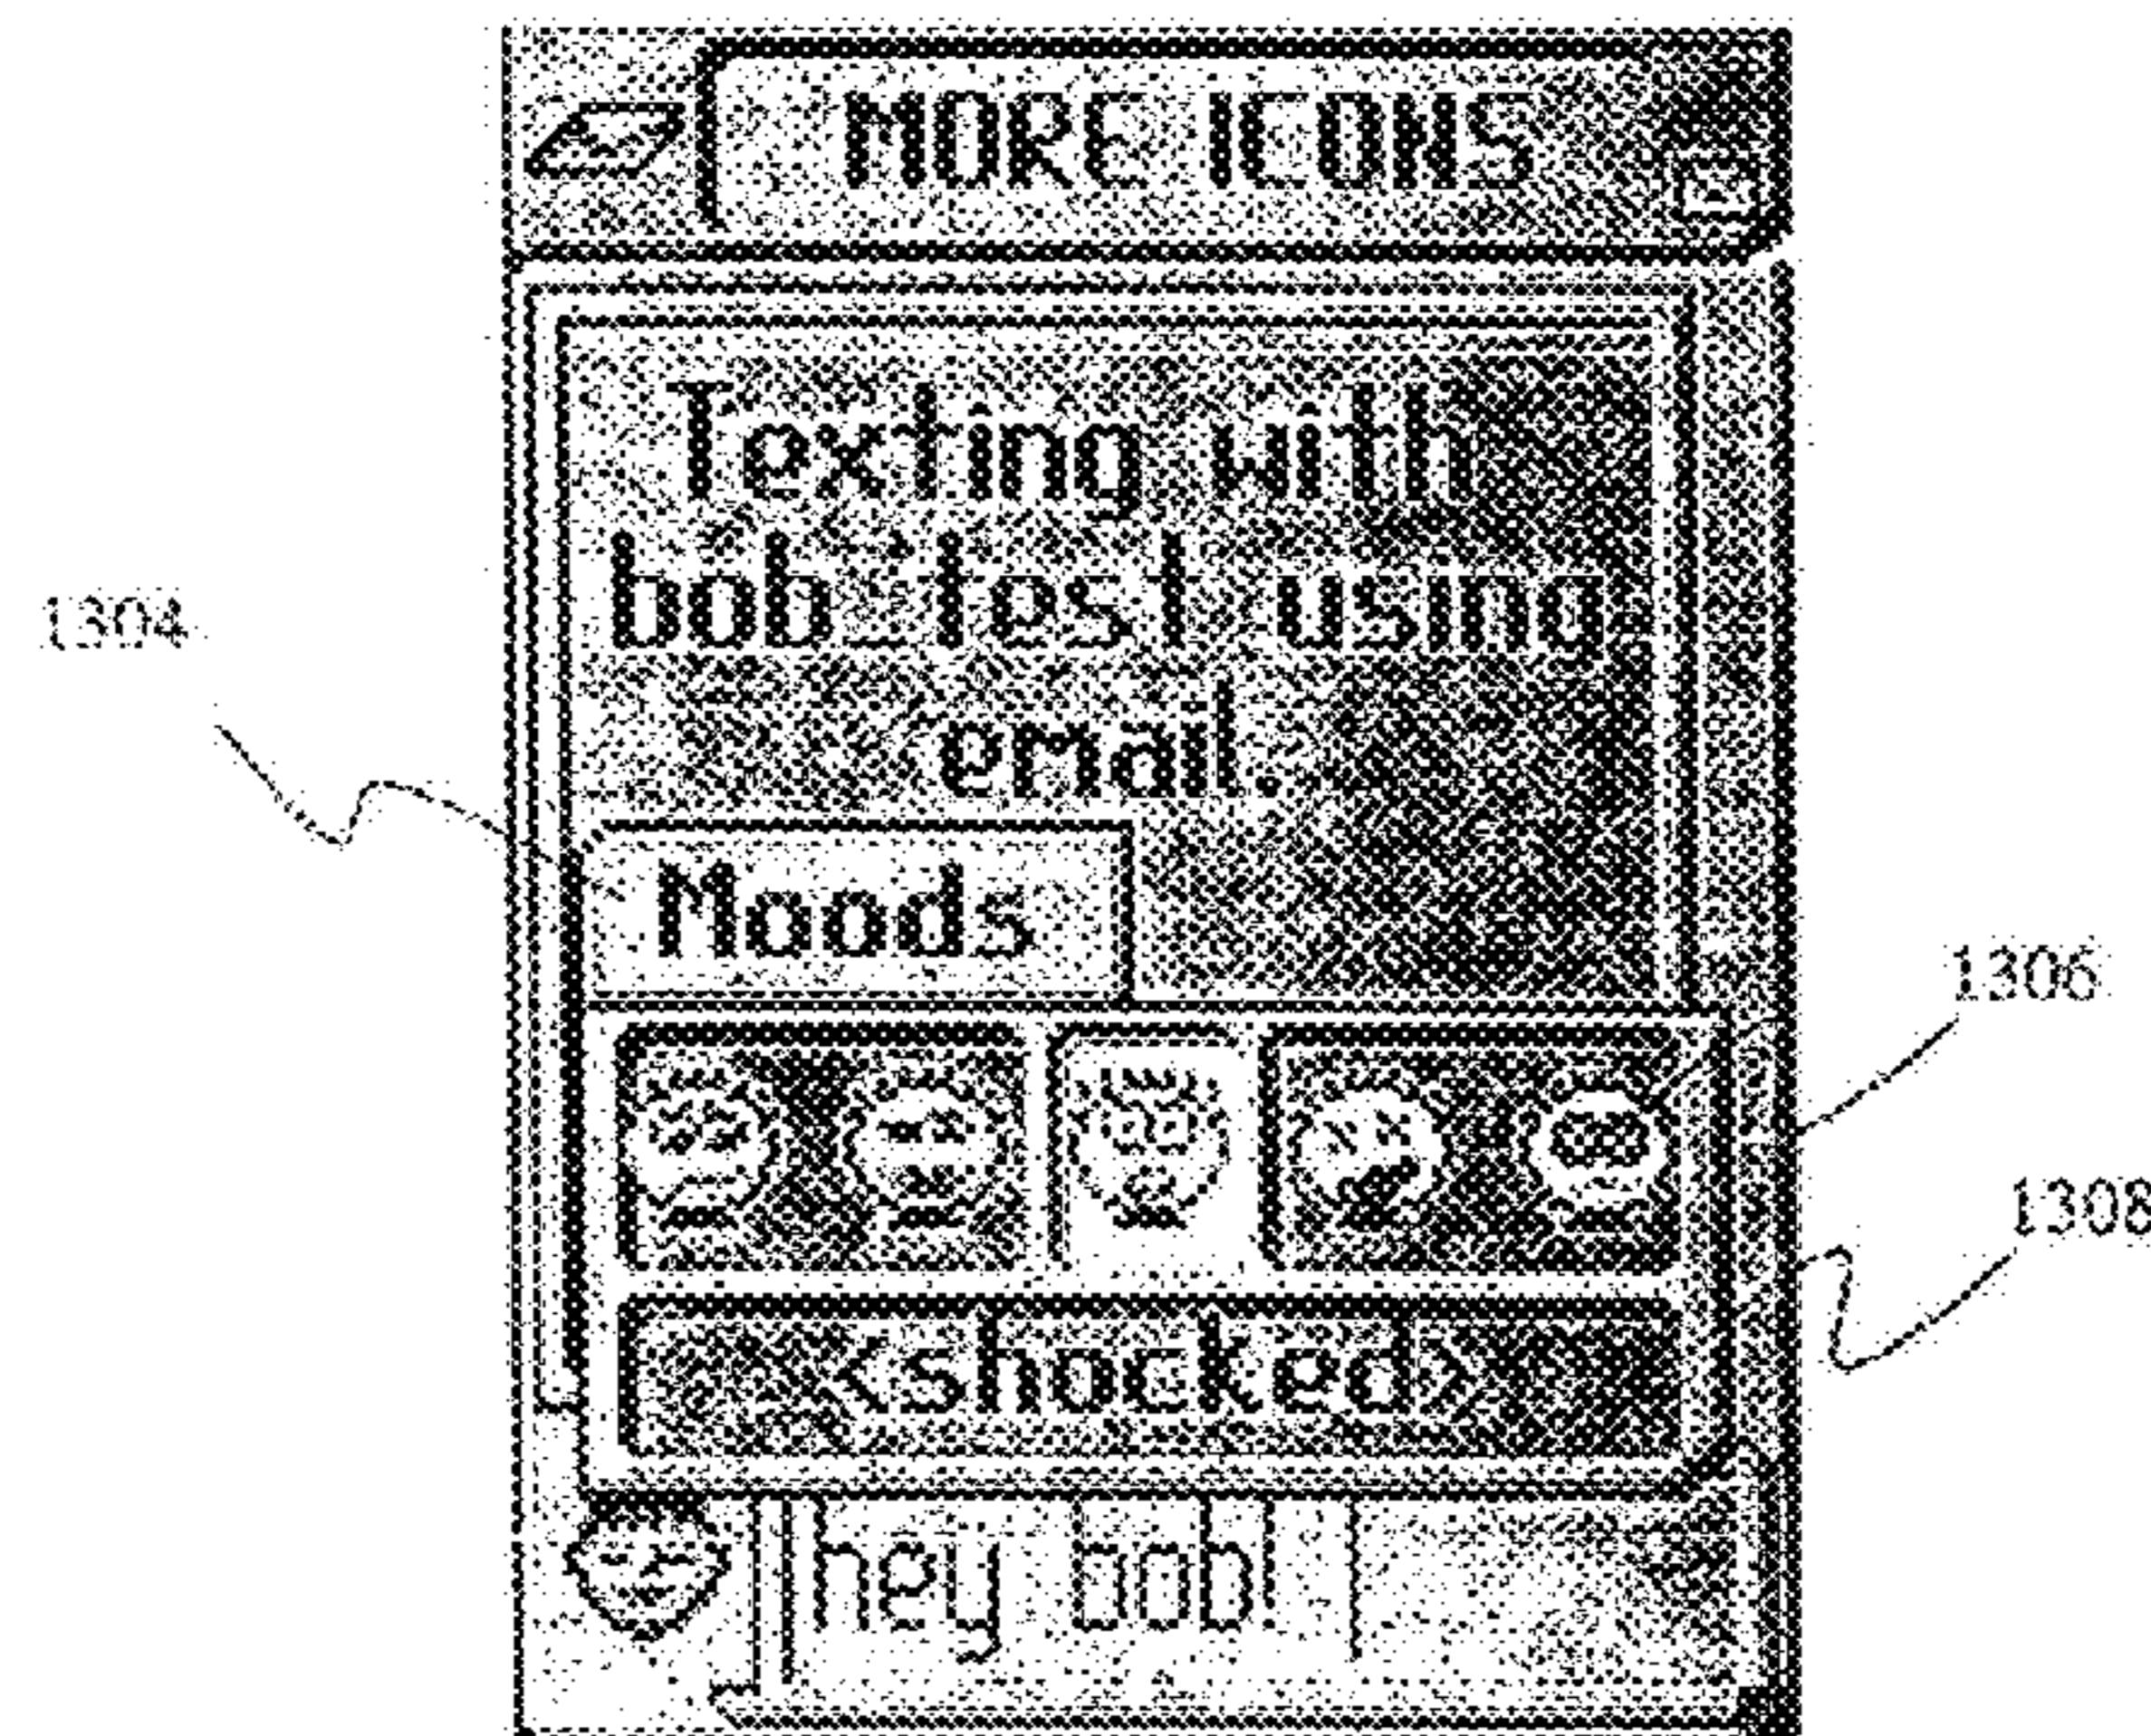 MORE ICONS
Texting with
bob_test using
email.
1304
Moods
1306
1308
<shocked>
hey bob!